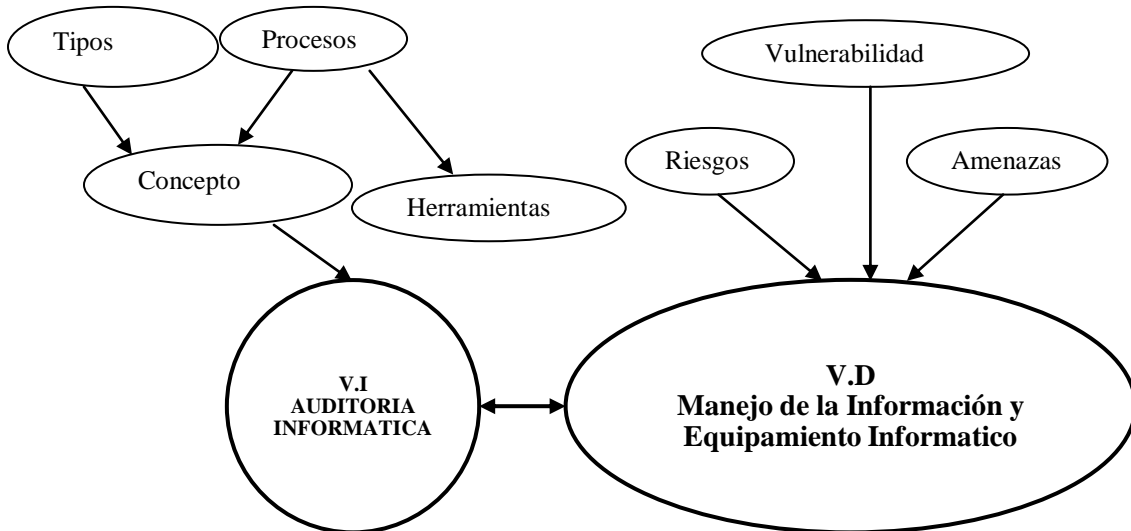 Tipos
Procesos
Vulnerabilidad
Riesgos
Amenazas
Concepto
Herramientas
V.I
AUDITORIA
INFORMATICA
V.D
Manejo de la Información y
Equipamiento Informatico